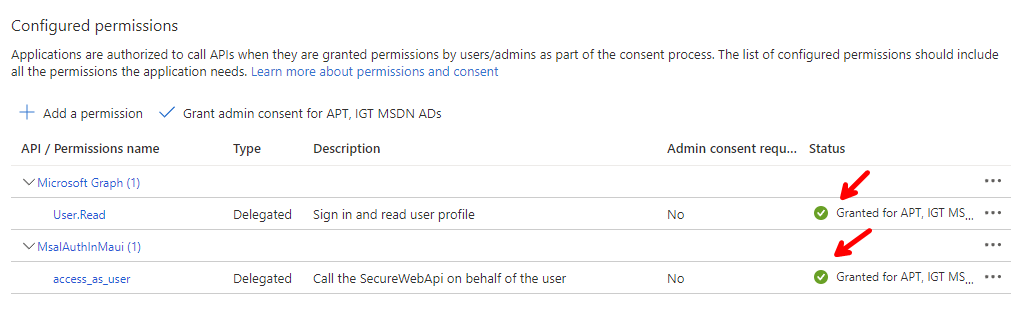 Configured permissions
Applications are authorized to call APIs when they are granted permissions by users/admins as part of the consent process. The list of configured permissions should include
all the permissions the application needs. Learn more about permissions and consent
Add a permission Grant admin consent for APT, IGT MSDN ADs
API / Permissions name Type Description Admin consent requ... Status
Microsoft Graph (1) ...
User.Read Delegated Sign in and read user profile No Granted for APT, IGT MS... ...
MsalAuthInMaui (1) ...
access_as_user Delegated Call the SecureWebApi on behalf of the user No Granted for APT, IGT MS... ...